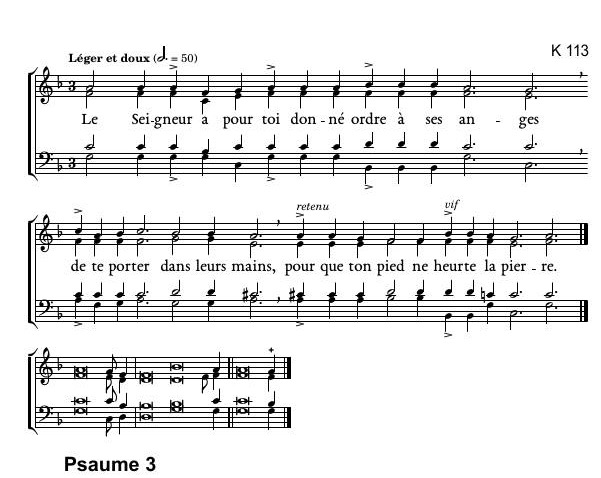 K 113
Léger et doux (𝅗𝅥. = 50)
Le Sei-gneur a pour toi don-né ordre à ses an - ges
retenu vif
de te porter dans leurs mains, pour que ton pied ne heurte la pier-re.
Psaume 3